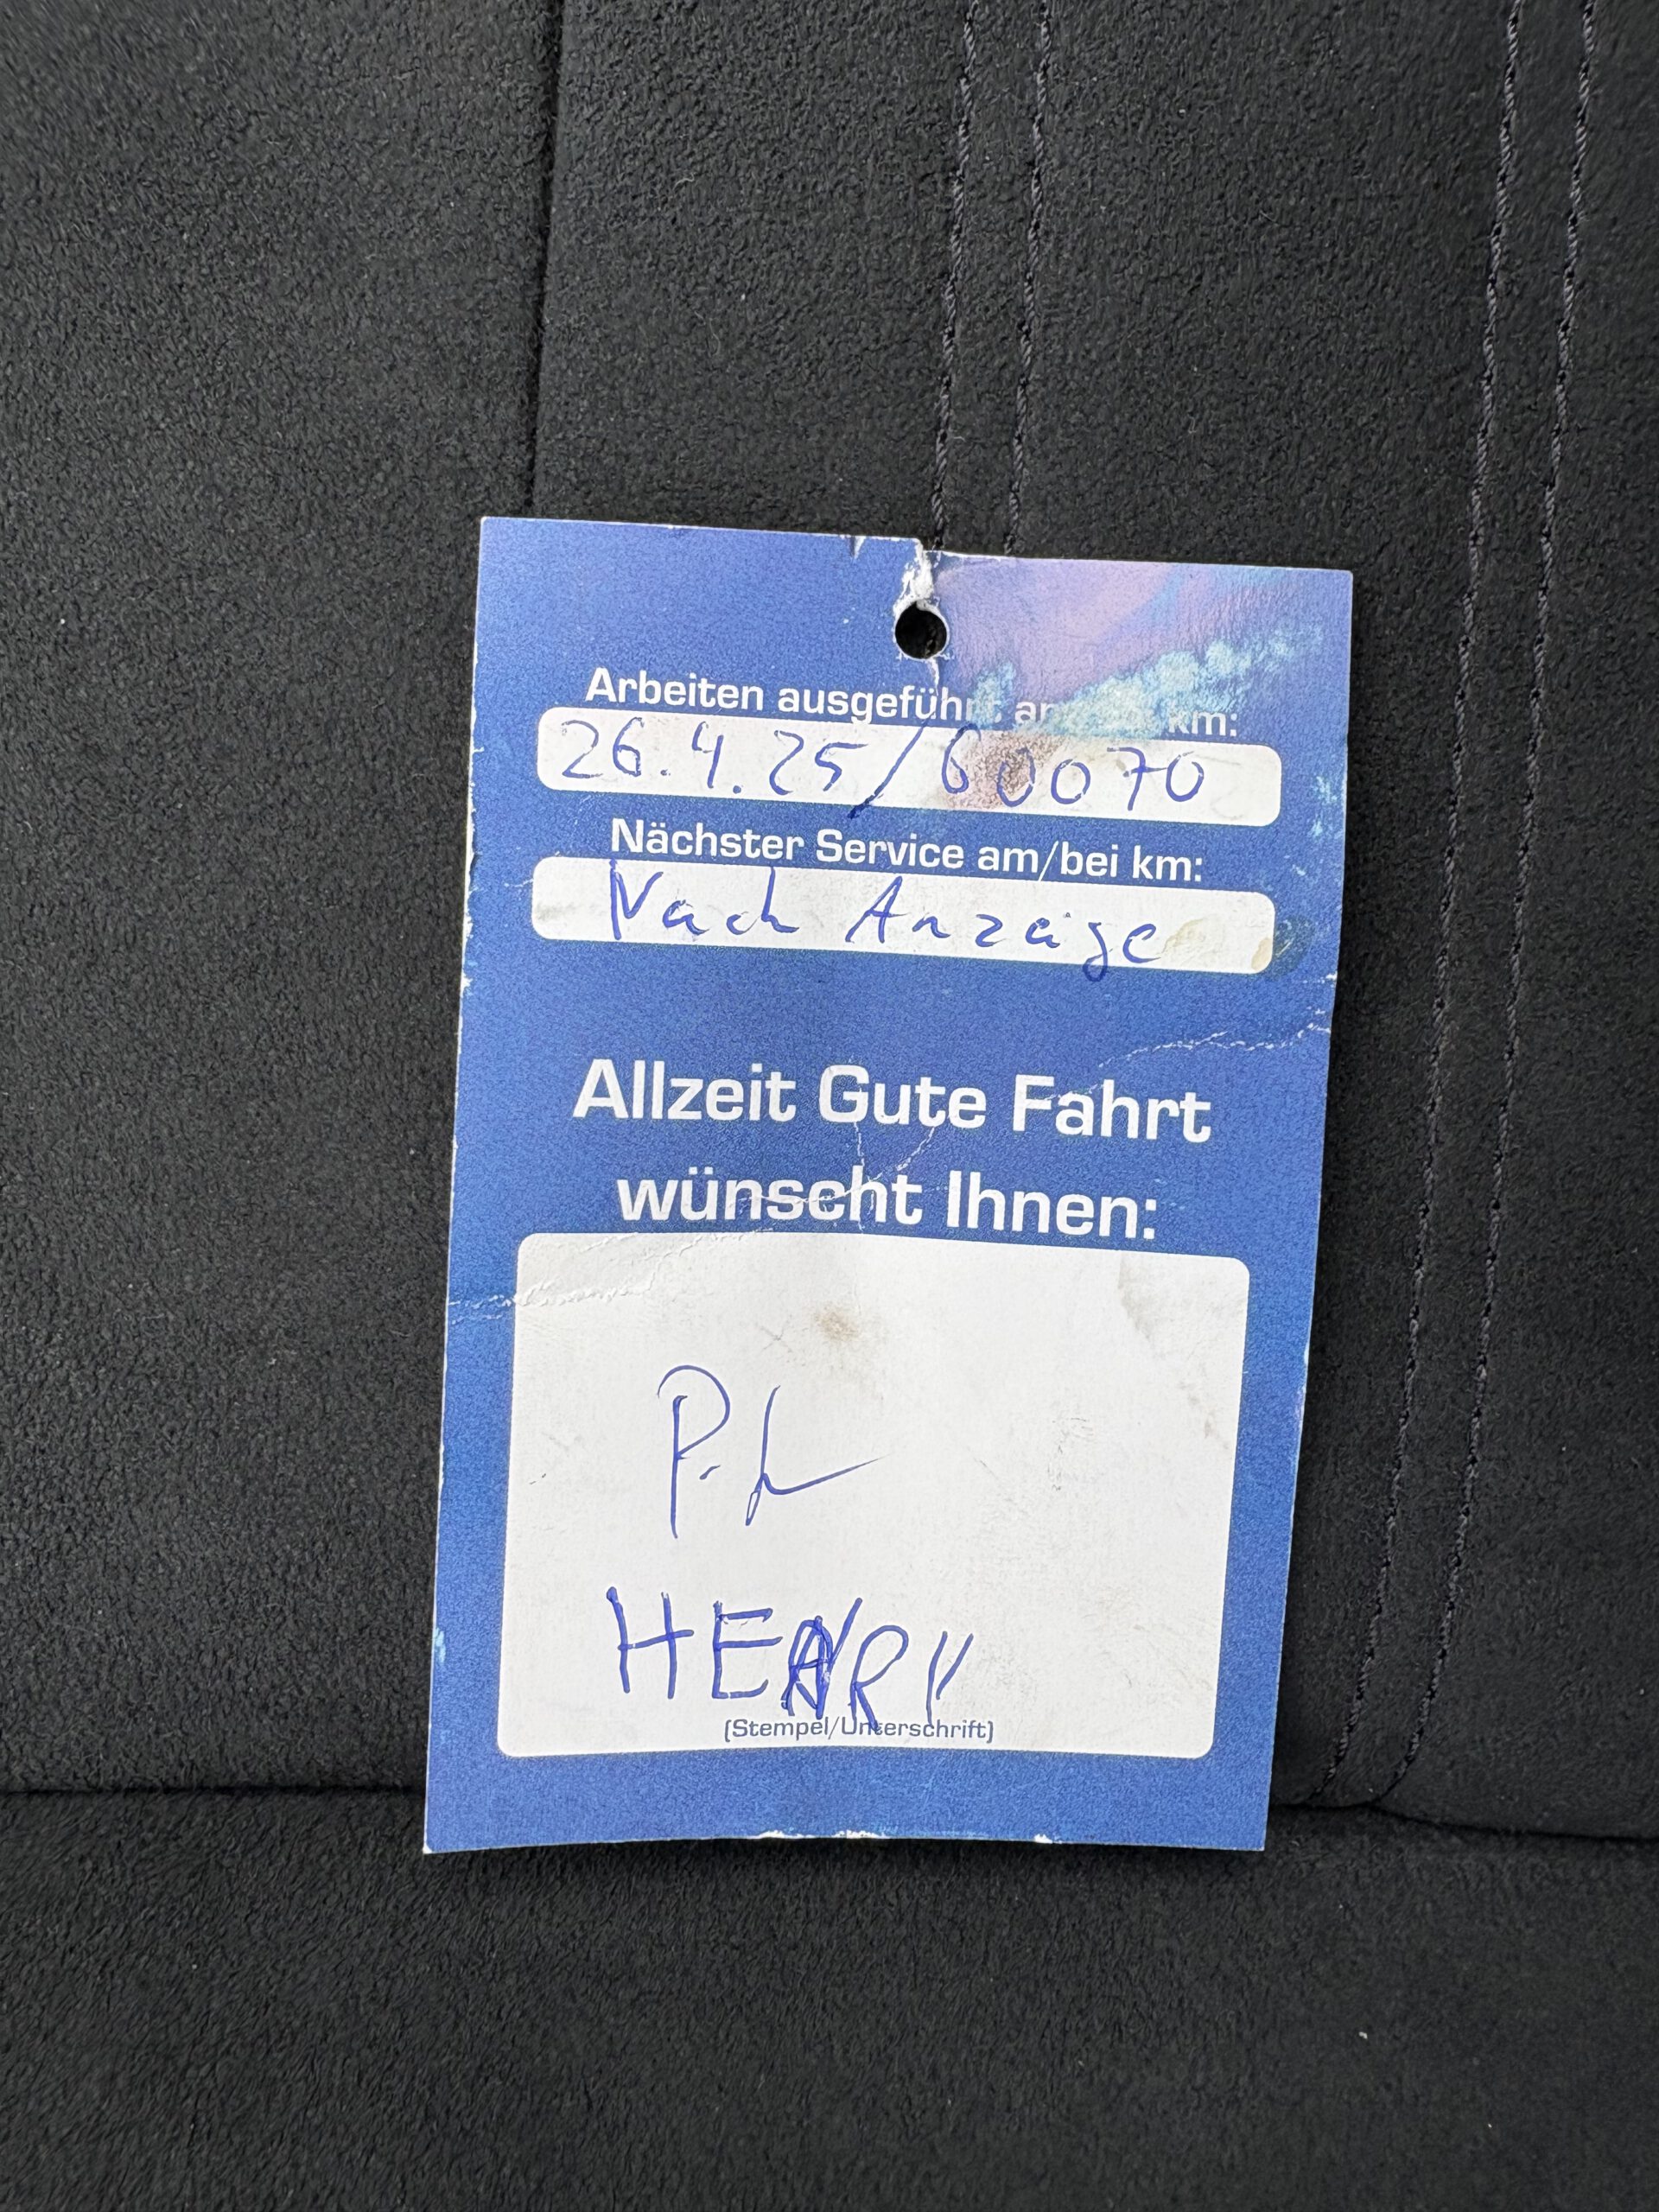 Arbeiten ausgeführt am/bei km:
26.4.25/60070
Nächster Service am/bei km:
Nach Anzeige
Allzeit Gute Fahrt
wünscht Ihnen:
HENRY
(Stempel/Unterschrift)